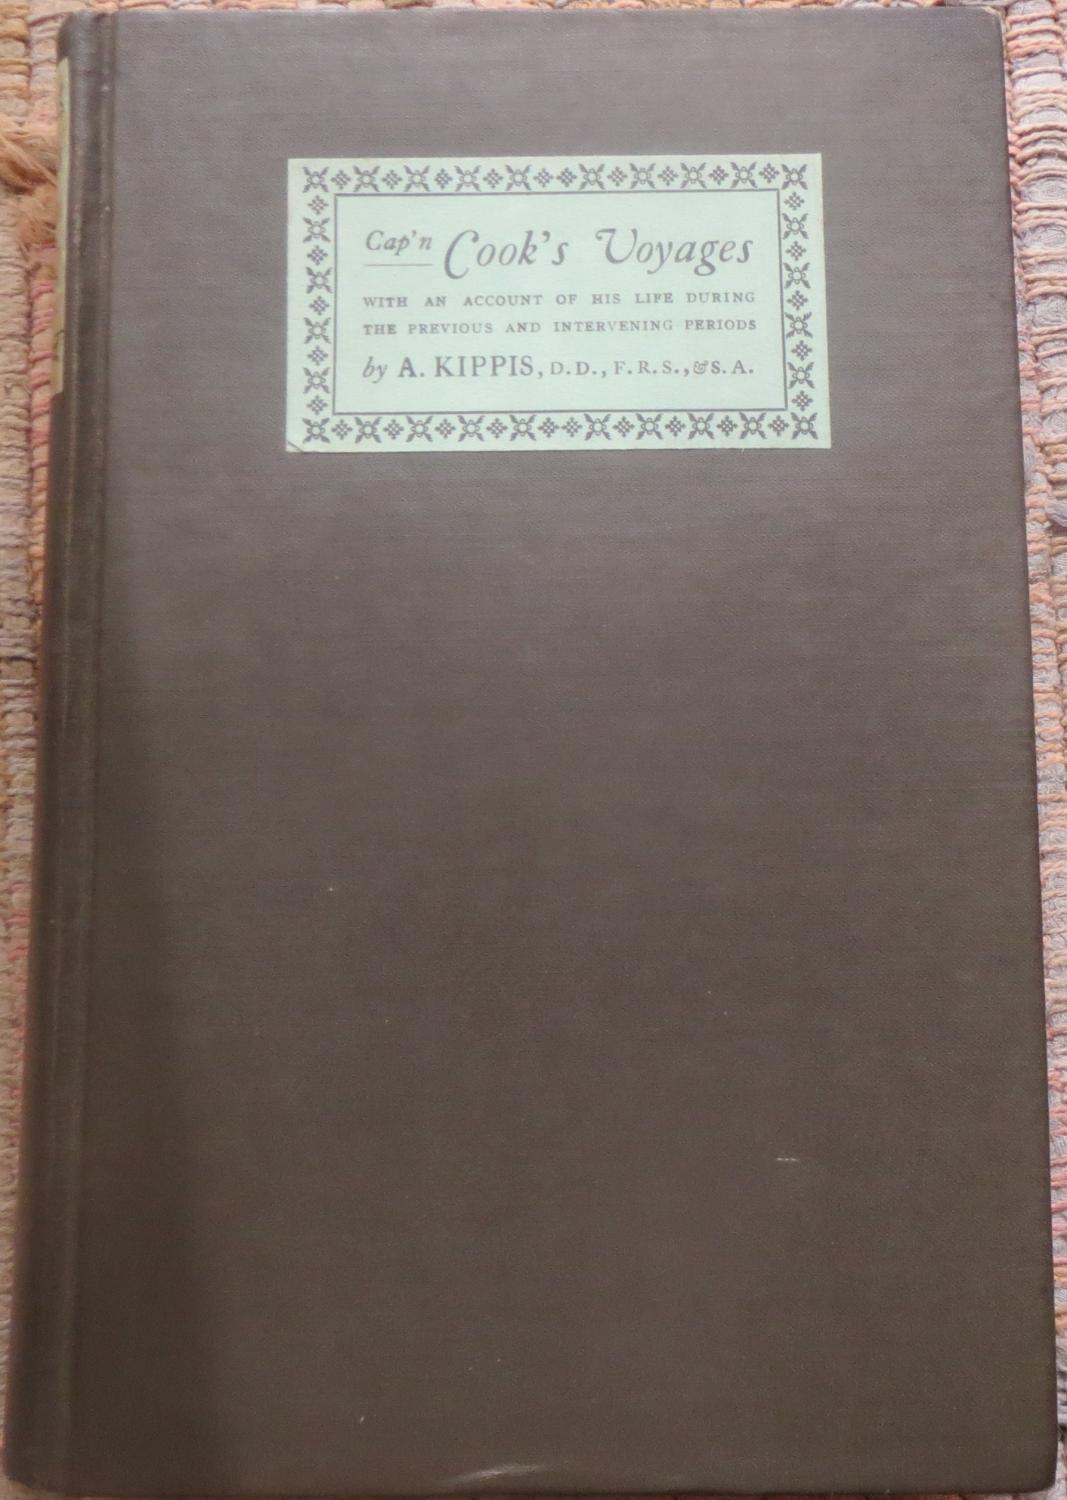 Cap'n Cook's Voyages
WITH AN ACCOUNT OF HIS LIFE DURING
THE PREVIOUS AND INTERVENING PERIODS
by A. KIPPIS, D.D., F.R.S., & S.A.